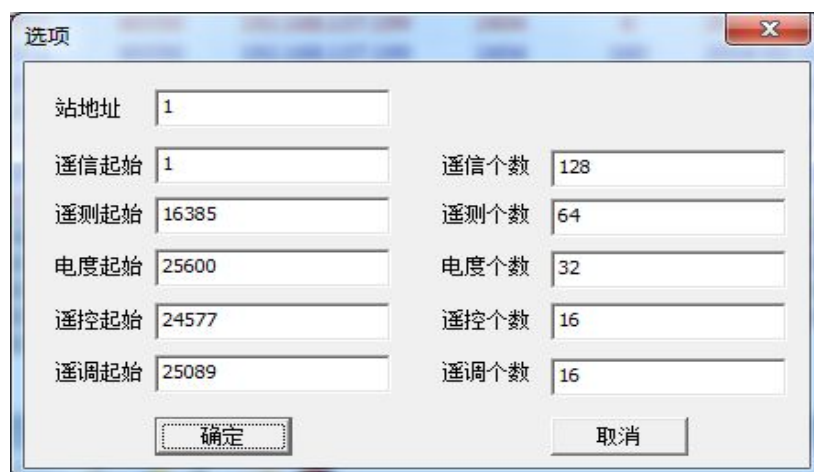 选项
站地址 1
遥信起始 1 遥信个数 128
遥测起始 16385 遥测个数 64
电度起始 25600 电度个数 32
遥控起始 24577 遥控个数 16
遥调起始 25089 遥调个数 16
确定 取消